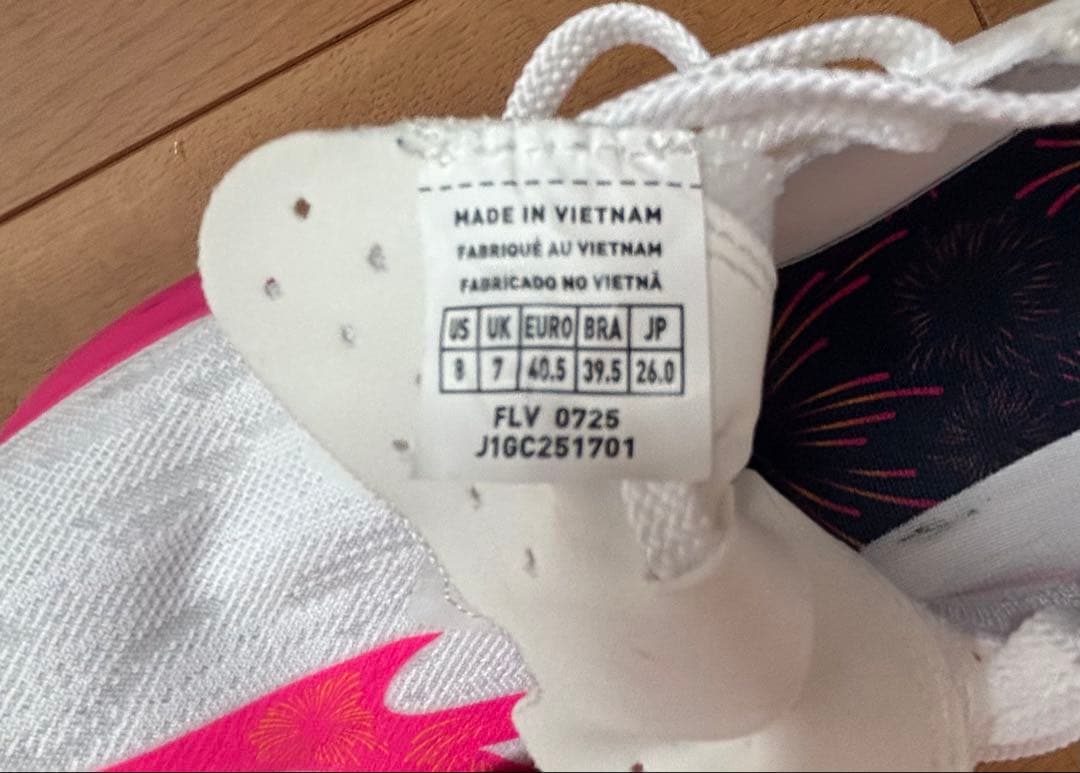 MADE IN VIETNAM
FABRIQUÉ AU VIETNAM
FABRICADO NO VIETNÃ
US UK EURO BRA JP
8 7 40.5 39.5 26.0
FLV 0725
J1GC251701